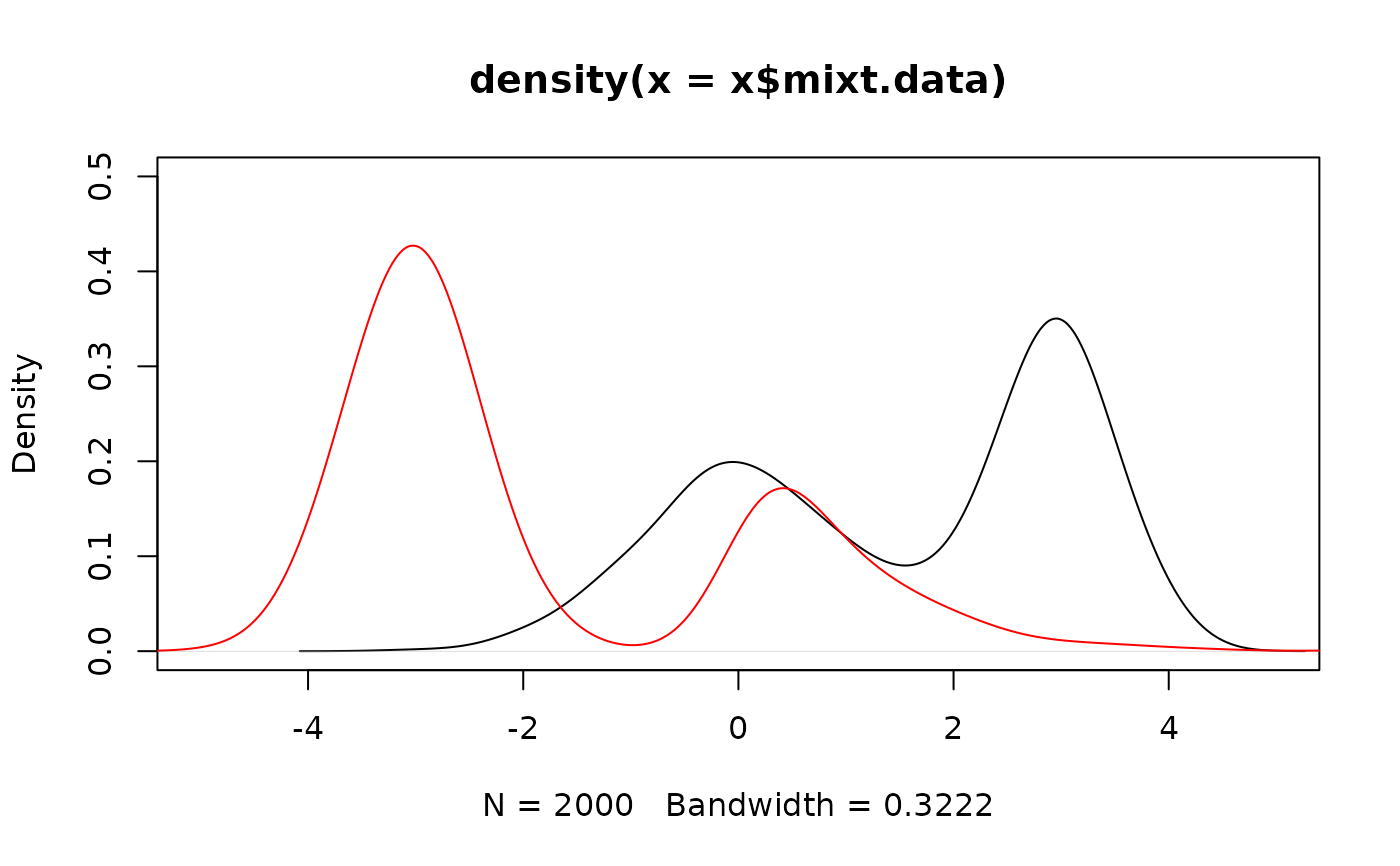 density(x = x$mixt.data)
Density
0.5
0.4
0.3
0.2
0.1
0.0
-4 -2 0 2 4
N = 2000 Bandwidth = 0.3222